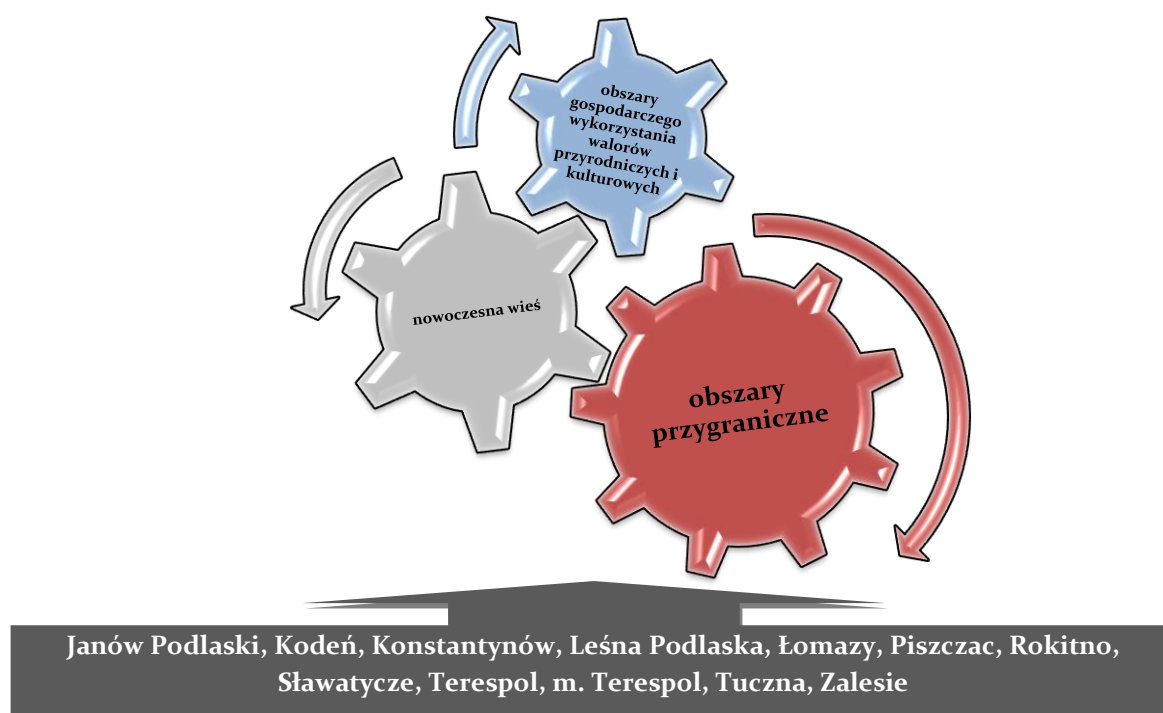 obszary
gospodarczego
wykorzystania
walorów
przyrodniczych i
kulturowych
nowoczesna wieś
obszary
przygraniczne
Janów Podlaski, Kodeń, Konstantynów, Leśna Podlaska, Łomazy, Piszczac, Rokitno,
Sławatycze, Terespol, m. Terespol, Tuczna, Zalesie